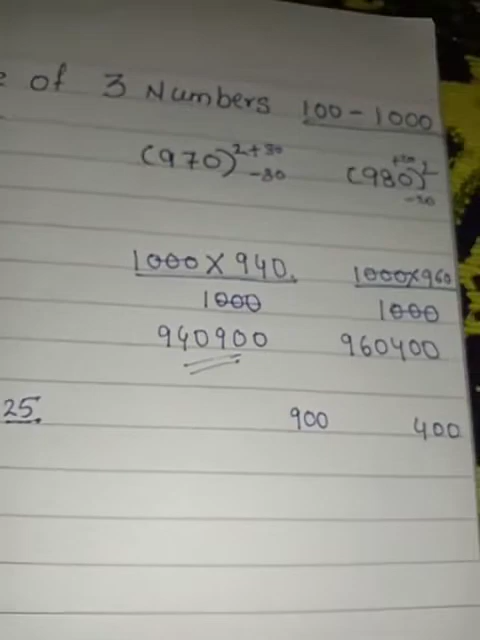 of 3 Numbers 100-1000
(970)² +30 -30 (980)² +20 -20
1000 X 940. 1000X960
1000 1000
940900 960400
25. 900 400